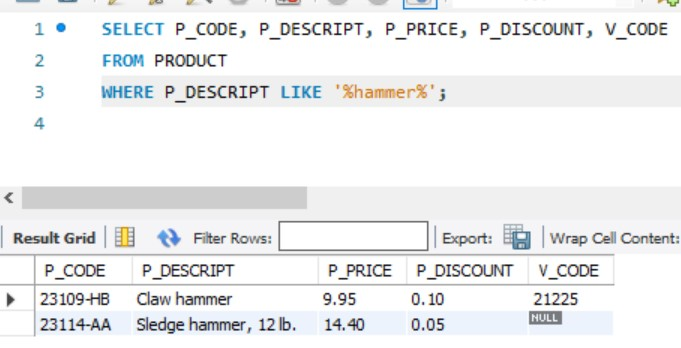 1 SELECT P_CODE, P_DESCRIPT, P_PRICE, P_DISCOUNT, V_CODE
2 FROM PRODUCT
3 WHERE P_DESCRIPT LIKE '%hammer%';
4
Result Grid Filter Rows: Export: Wrap Cell Content:
P_CODE P_DESCRIPT P_PRICE P_DISCOUNT V_CODE
23109-HB Claw hammer 9.95 0.10 21225
23114-AA Sledge hammer, 12 lb. 14.40 0.05 NULL